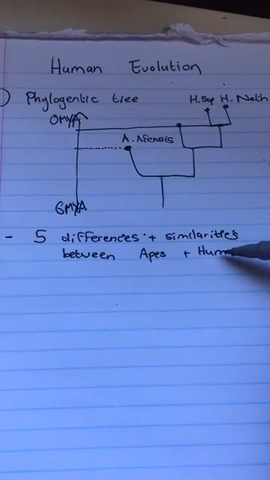 Human Evolution
Phylogentic tree
H.Sap H. Neth
0MYA
A. Afensis
6MYA
- 5 differences + similarities
between Apes + Hum